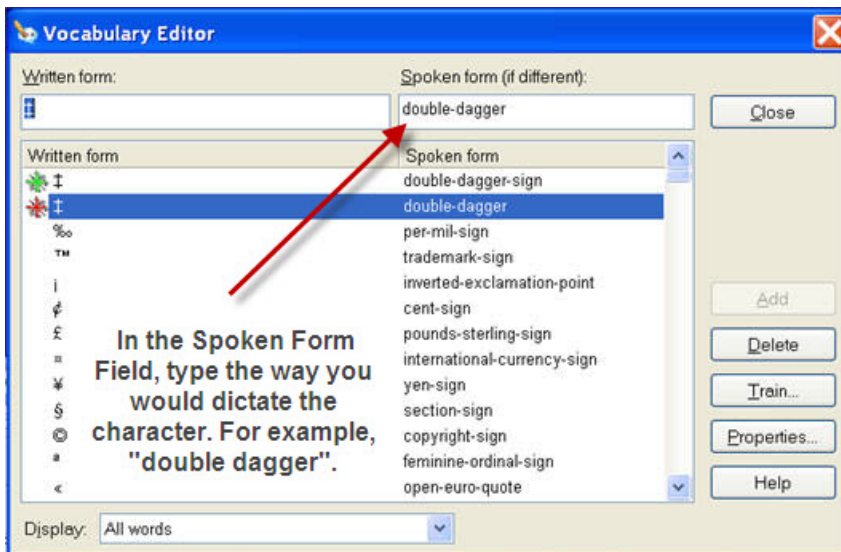 Vocabulary Editor
Written form: Spoken form (if different):
‡ double-dagger Close
Written form Spoken form
‡ double-dagger-sign
‡ double-dagger
‰ per-mil-sign
™ trademark-sign
¡ inverted-exclamation-point
¢ cent-sign
Add
£ pounds-sterling-sign
Delete
¤ international-currency-sign
¥ yen-sign
Train...
§ section-sign
© copyright-sign
Properties...
ª feminine-ordinal-sign
« open-euro-quote
Help
In the Spoken Form
Field, type the way you
would dictate the
character. For example,
"double dagger".
Display: All words